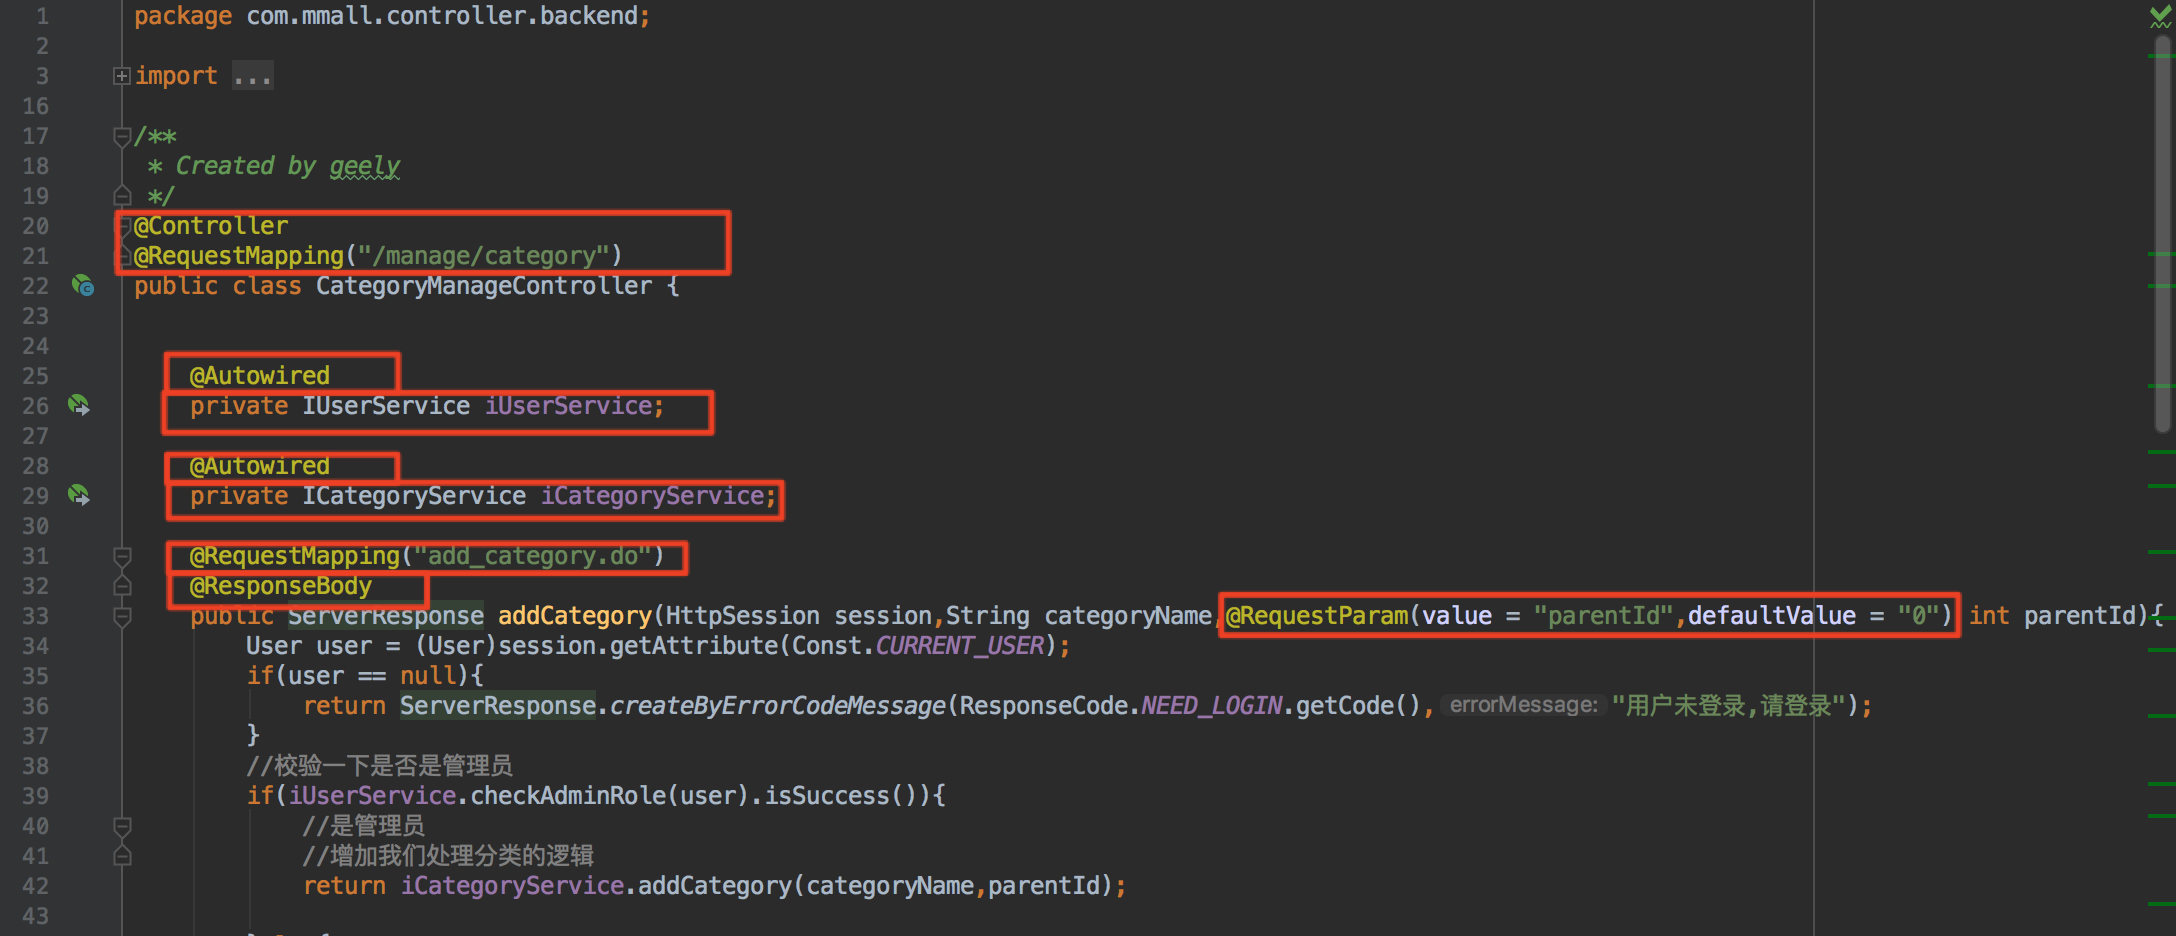 1 package com.mmall.controller.backend;
2
3 import ...
16
17 /**
18 * Created by geely
19 */
20 @Controller
21 @RequestMapping("/manage/category")
22 public class CategoryManageController {
23
24
25 @Autowired
26 private IUserService iUserService;
27
28 @Autowired
29 private ICategoryService iCategoryService;
30
31 @RequestMapping("add_category.do")
32 @ResponseBody
33 public ServerResponse addCategory(HttpSession session,String categoryName,@RequestParam(value = "parentId",defaultValue = "0") int parentId){
34 User user = (User)session.getAttribute(Const.CURRENT_USER);
35 if(user == null){
36 return ServerResponse.createByErrorCodeMessage(ResponseCode.NEED_LOGIN.getCode(), errorMessage: "用户未登录,请登录");
37 }
38 //校验一下是否是管理员
39 if(iUserService.checkAdminRole(user).isSuccess()){
40 //是管理员
41 //增加我们处理分类的逻辑
42 return iCategoryService.addCategory(categoryName,parentId);
43